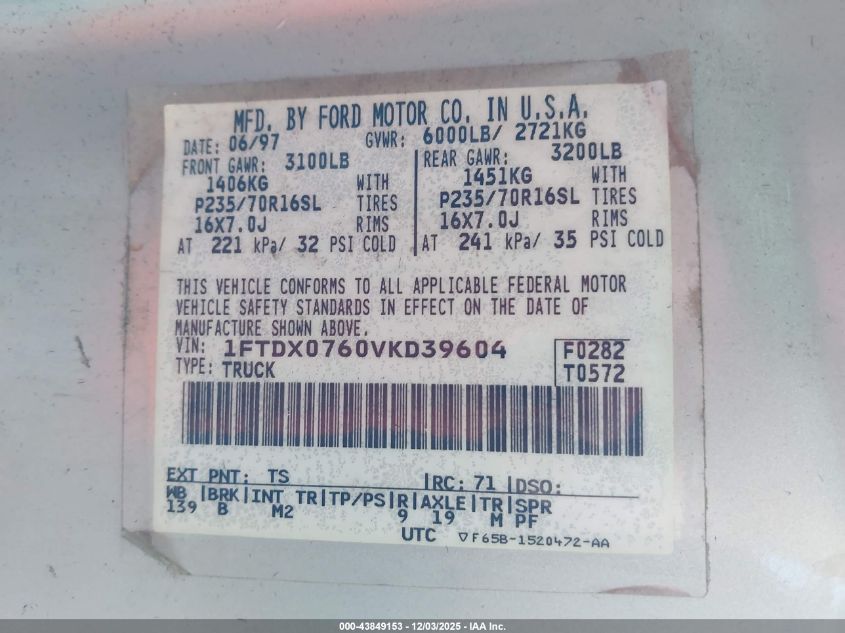 MFD. BY FORD MOTOR CO. IN U.S.A.
DATE: 06/97 GVWR: 6000LB/ 2721KG
FRONT GAWR: 3100LB REAR GAWR: 3200LB
1406KG WITH 1451KG WITH
P235/70R16SL TIRES P235/70R16SL TIRES
16X7.0J RIMS 16X7.0J RIMS
AT 221 kPa/ 32 PSI COLD AT 241 kPa/ 35 PSI COLD
THIS VEHICLE CONFORMS TO ALL APPLICABLE FEDERAL MOTOR
VEHICLE SAFETY STANDARDS IN EFFECT ON THE DATE OF
MANUFACTURE SHOWN ABOVE.
VIN: 1FTDX0760VKD39604 F0282
TYPE: TRUCK T0572
EXT PNT: TS RC: 71 DSO:
WB BRK INT TR TP/PS R AXLE TR SPR
139 B M2 9 19 M PF
UTC ▽F65B-1520472-AA
000-43849153 - 12/03/2025 - IAA Inc.